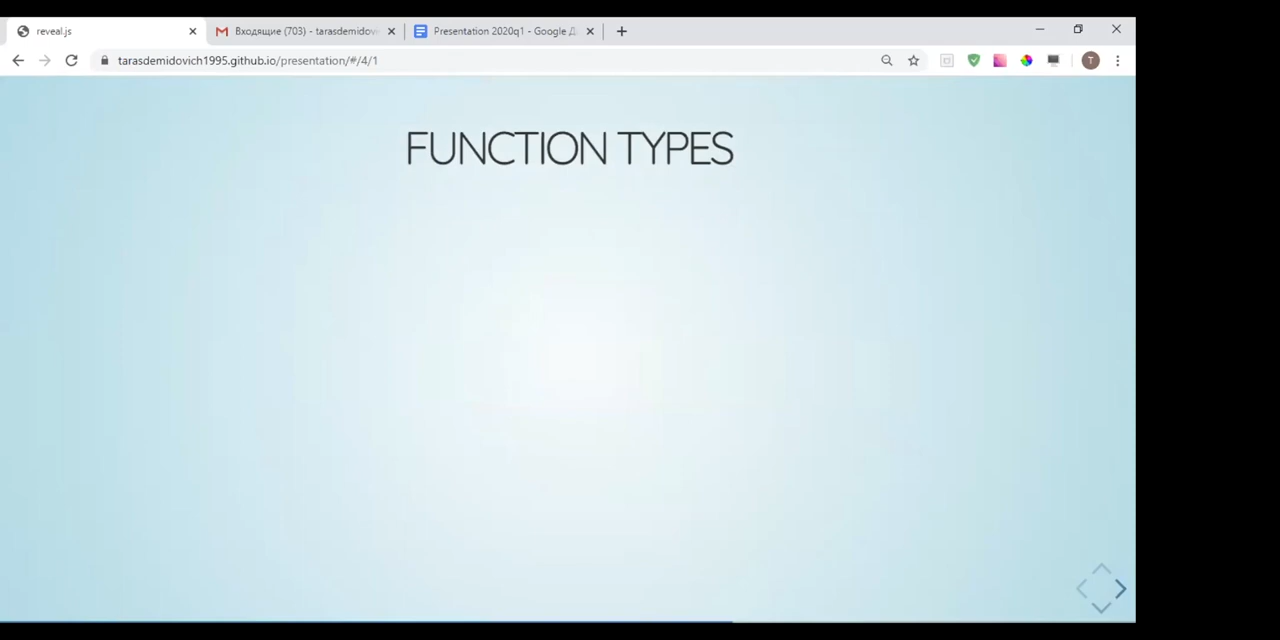 reveal.js
Входящие (703) - tarasdemidov
Presentation 2020q1 - Google Д
tarasdemidovich1995.github.io/presentation/#/4/1
T
FUNCTION TYPES